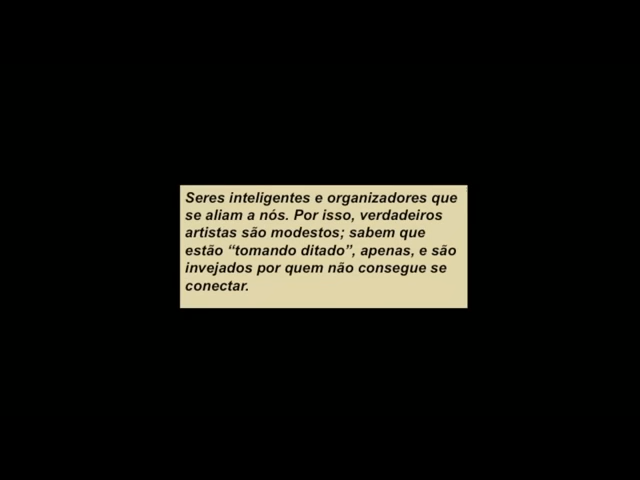 Seres inteligentes e organizadores que
se aliam a nós. Por isso, verdadeiros
artistas são modestos; sabem que
estão “tomando ditado”, apenas, e são
invejados por quem não consegue se
conectar.